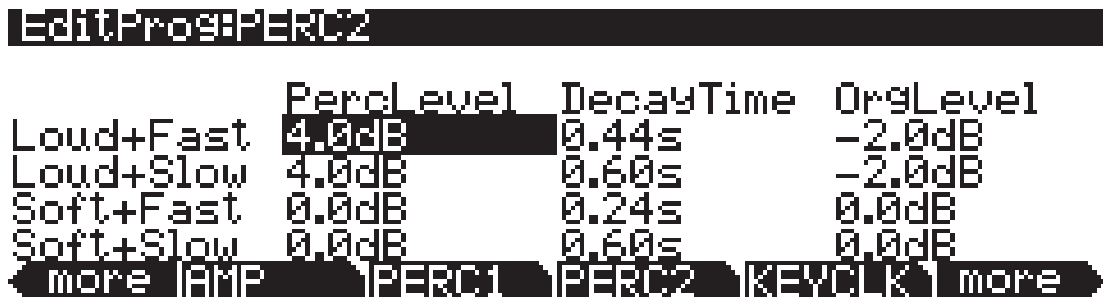 EditProg:PERC2
PercLevel DecayTime OrgLevel
Loud+Fast 4.0dB 0.44s -2.0dB
Loud+Slow 4.0dB 0.60s -2.0dB
Soft+Fast 0.0dB 0.24s 0.0dB
Soft+Slow 0.0dB 0.60s 0.0dB
more AMP PERC1 PERC2 KEYCLK more